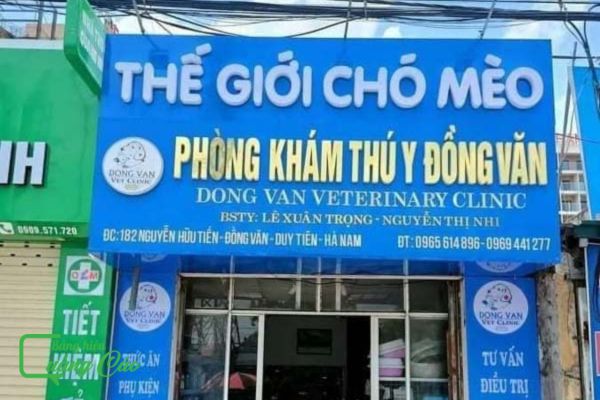 THẾ GIỚI CHÓ MÈO
PHÒNG KHÁM THÚ Y ĐỒNG VĂN
DONG VAN VETERINARY CLINIC
BSTY: LÊ XUÂN TRỌNG - NGUYỄN THỊ NHI
ĐC: 182 NGUYỄN HỮU TIẾN - ĐỒNG VĂN - DUY TIÊN - HÀ NAM
ĐT: 0965 614 896 - 0969 441 277
DONG VAN
VET CLINIC
NH
0989.571.720
TIẾT
KIỆM
DONG VAN
VET CLINIC
THỨC ĂN
PHỤ KIỆN
DONG VAN
VET CLINIC
TƯ VẤN
ĐIỀU TRỊ
Bảng hiệu